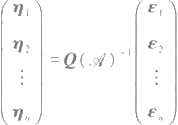 η₁ η₂ ⋮ ηₙ = Q(𝒜)⁻¹ ε₁ ε₂ ⋮ εₙ